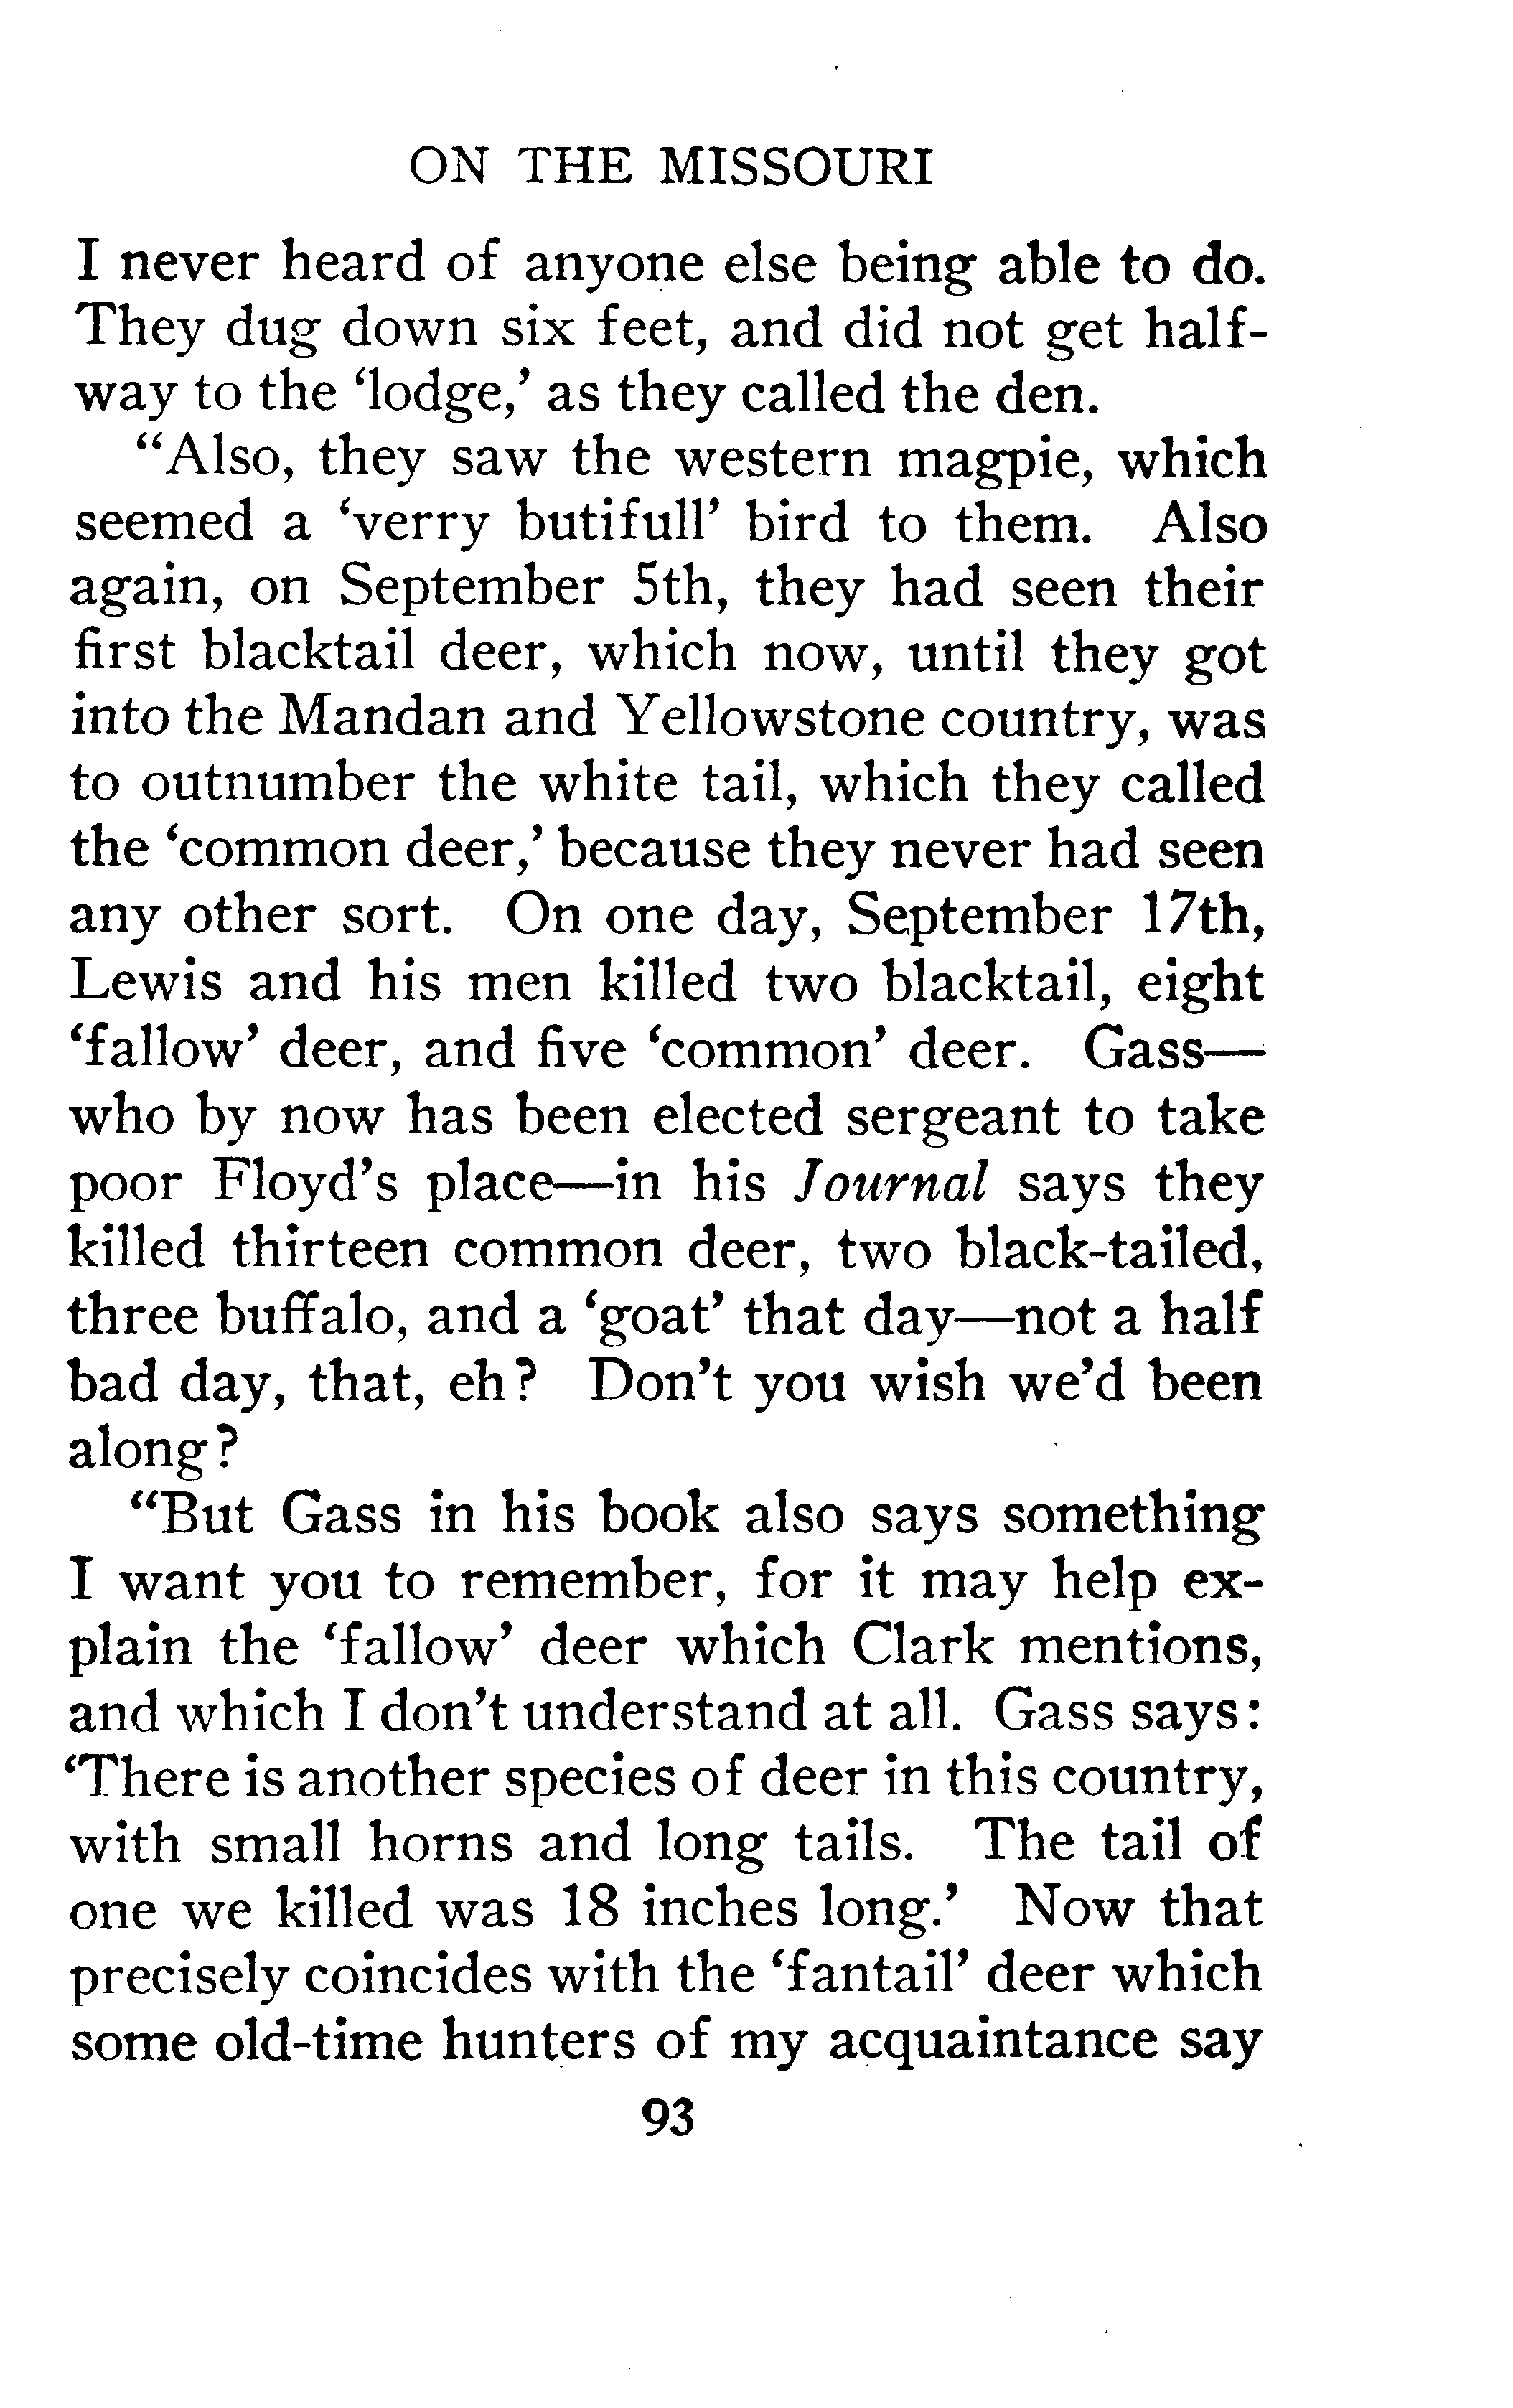 ON THE MISSOURI
I never heard of anyone else being able to do.
They dug down six feet, and did not get half-
way to the ‘lodge,’ as they called the den.
“Also, they saw the western magpie, which
seemed a ‘verry butifull’ bird to them. Also
again, on September 5th, they had seen their
first blacktail deer, which now, until they got
into the Mandan and Yellowstone country, was
to outnumber the white tail, which they called
the ‘common deer,’ because they never had seen
any other sort. On one day, September 17th,
Lewis and his men killed two blacktail, eight
‘fallow’ deer, and five ‘common’ deer. Gass—
who by now has been elected sergeant to take
poor Floyd’s place—in his Journal says they
killed thirteen common deer, two black-tailed,
three buffalo, and a ‘goat’ that day—not a half
bad day, that, eh? Don’t you wish we’d been
along?
“But Gass in his book also says something
I want you to remember, for it may help ex-
plain the ‘fallow’ deer which Clark mentions,
and which I don’t understand at all. Gass says:
‘There is another species of deer in this country,
with small horns and long tails. The tail of
one we killed was 18 inches long.’ Now that
precisely coincides with the ‘fantail’ deer which
some old-time hunters of my acquaintance say
93